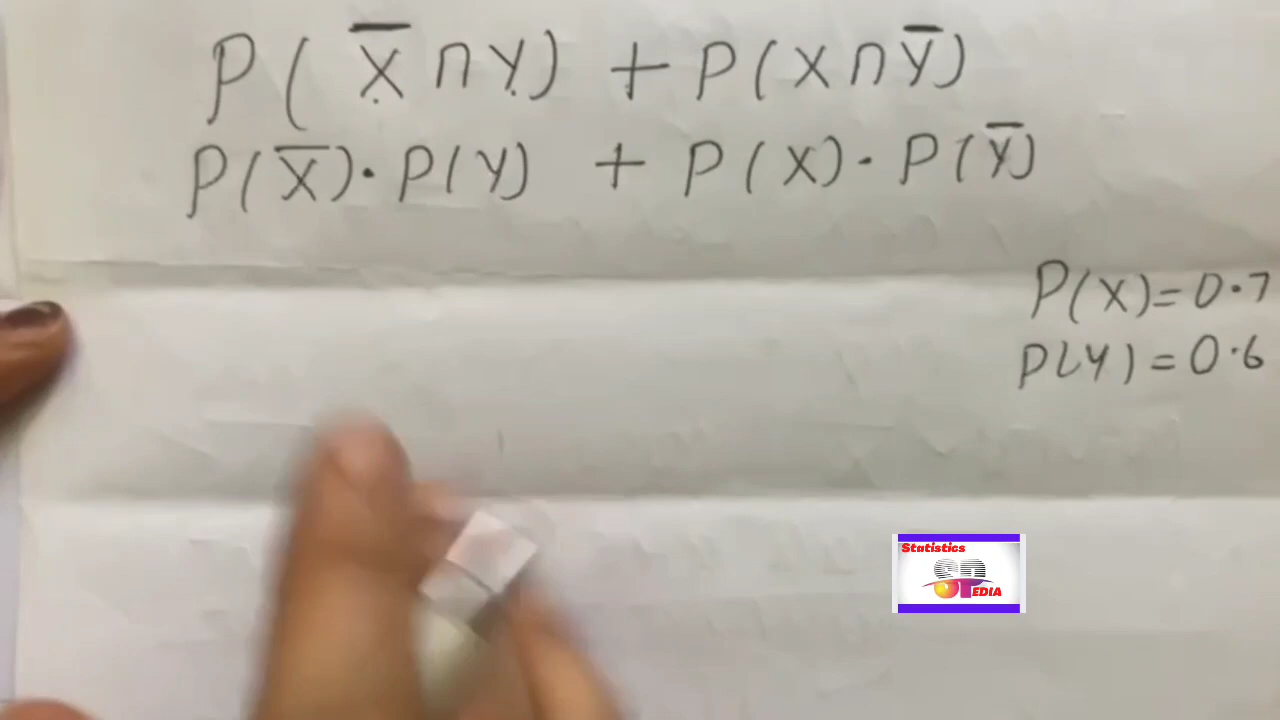 P(X̅∩Y) + P(X∩Y̅)
P(X̅)·P(Y) + P(X)·P(Y̅)
P(X)=0.7
P(Y)=0.6
Statistics
EDIA